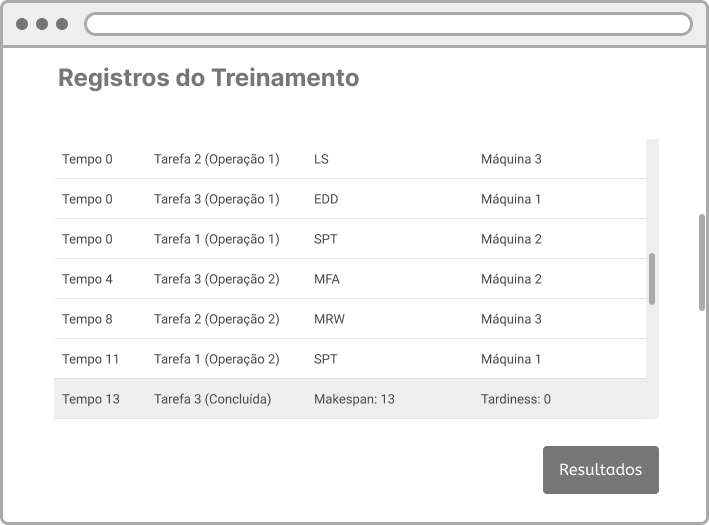 Registros do Treinamento
Tempo 0 Tarefa 2 (Operação 1) LS Máquina 3
Tempo 0 Tarefa 3 (Operação 1) EDD Máquina 1
Tempo 0 Tarefa 1 (Operação 1) SPT Máquina 2
Tempo 4 Tarefa 3 (Operação 2) MFA Máquina 2
Tempo 8 Tarefa 2 (Operação 2) MRW Máquina 3
Tempo 11 Tarefa 1 (Operação 2) SPT Máquina 1
Tempo 13 Tarefa 3 (Concluída) Makespan: 13 Tardiness: 0
Resultados